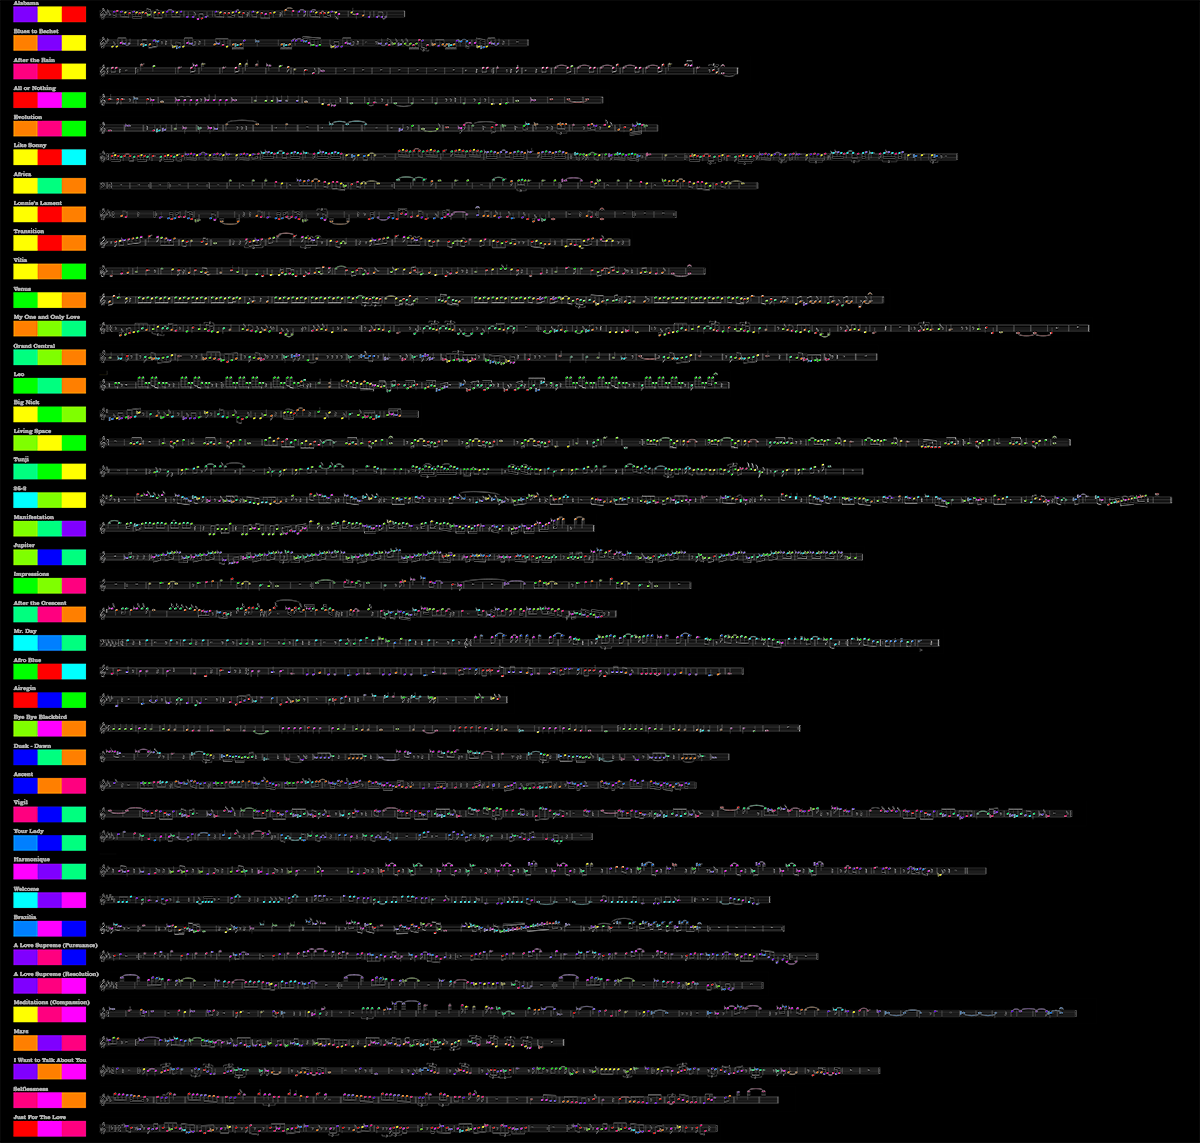 Alabama
Blues to Bechet
After the Rain
All or Nothing
Evolution
Like Sonny
Africa
Lonnie's Lament
Transition
Vilia
Venus
My One and Only Love
Grand Central
Leo
Big Nick
Living Space
Tunji
26-2
Manifestation
Jupiter
Impressions
After the Crescent
Mr. Day
Afro Blue
Airegin
Bye Bye Blackbird
Dusk - Dawn
Ascent
Vigil
Your Lady
Harmonique
Welcome
Brazilia
A Love Supreme (Pursuance)
A Love Supreme (Resolution)
Meditations (Compassion)
Mars
I Want to Talk About You
Selflessness
Just For The Love